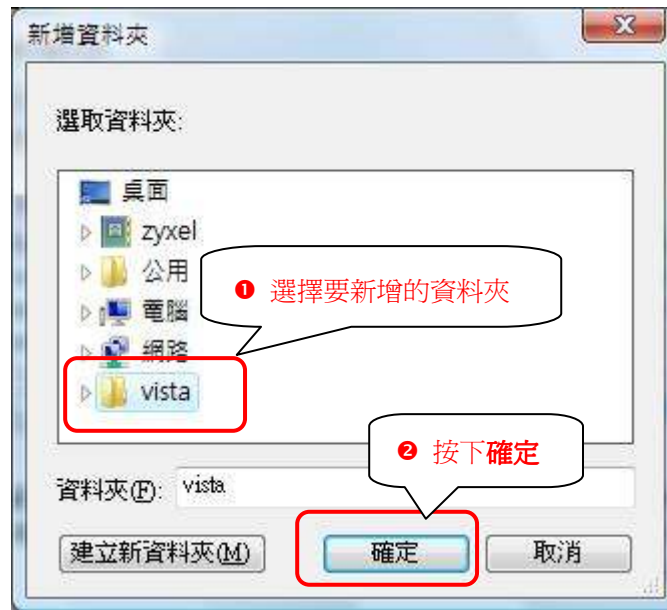 新增資料夾
選取資料夾:
桌面
zyxel
公用
❶ 選擇要新增的資料夾
電腦
網路
vista
❷ 按下確定
資料夾(F): vista
建立新資料夾(M) 確定 取消